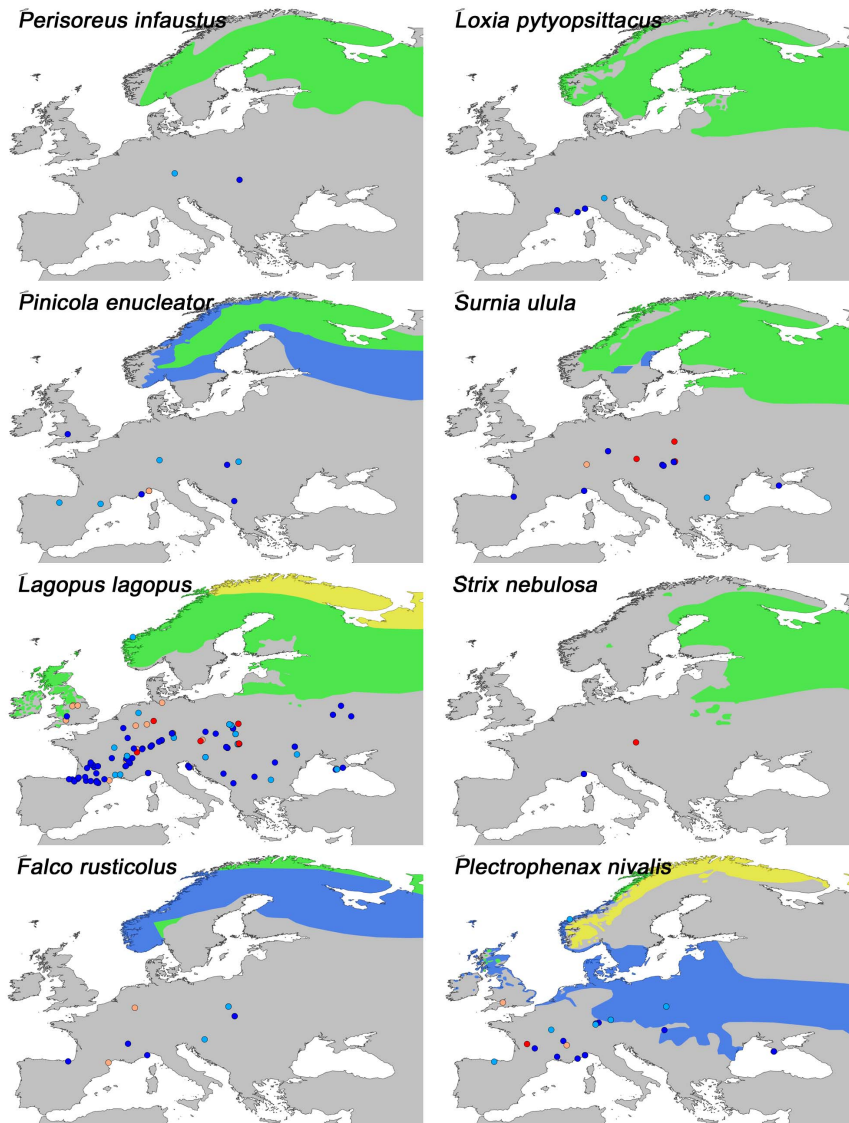 Perisoreus infaustus
Loxia pytyopsittacus
Pinicola enucleator
Surnia ulula
Lagopus lagopus
Strix nebulosa
Falco rusticolus
Plectrophenax nivalis